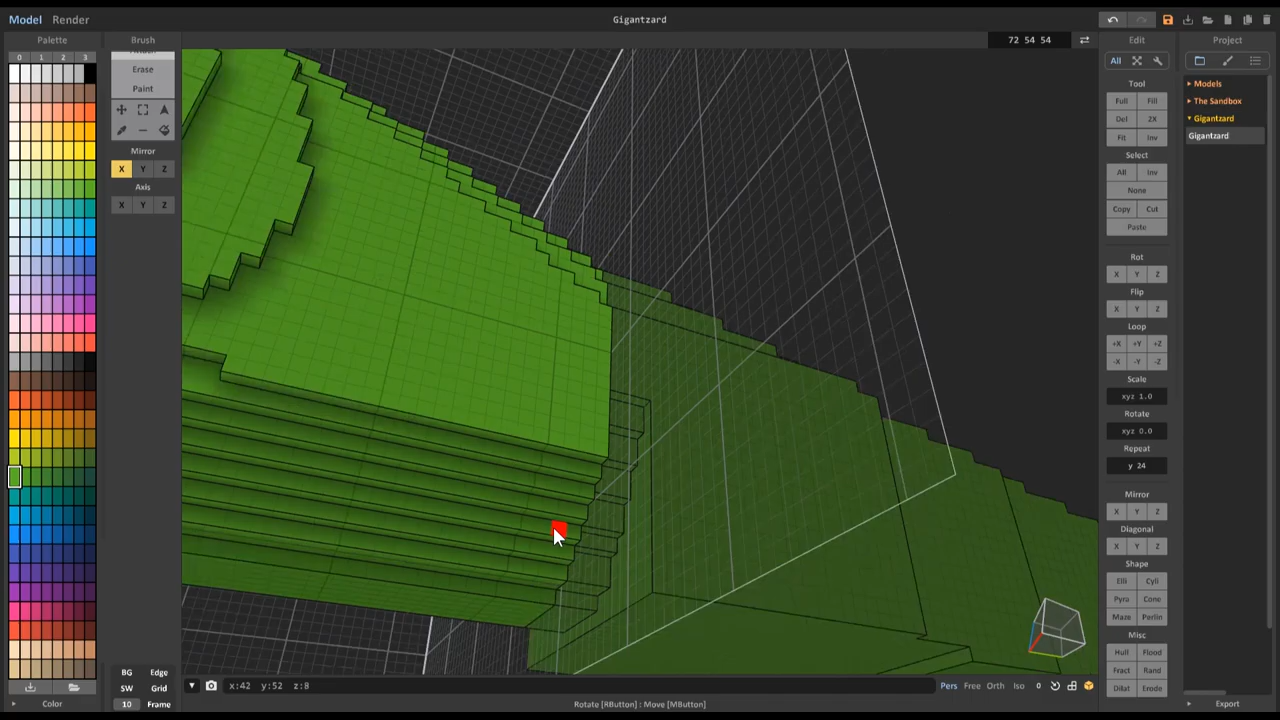 Model Render
Gigantzard
Palette
Brush
72 54 54
Edit
Project
0 1 2 3
Erase
Paint
Mirror
X Y Z
Axis
X Y Z
All
Tool
Full Fill
Del 2X
Fit Inv
Select
All Inv
None
Copy Cut
Paste
Rot
X Y Z
Flip
X Y Z
Loop
+X +Y +Z
-X -Y -Z
Scale
xyz 1.0
Rotate
xyz 0.0
Repeat
y 24
Mirror
X Y Z
Diagonal
X Y Z
Shape
Elli Cyli
Pyra Cone
Maze Perlin
Misc
Hull Flood
Fract Rand
Dilat Erode
Models
The Sandbox
Gigantzard
Gigantzard
Export
BG Edge
SW Grid
10 Frame
Color
x:42 y:52 z:8
Pers Free Orth Iso 0
Rotate [RButton] : Move [MButton]